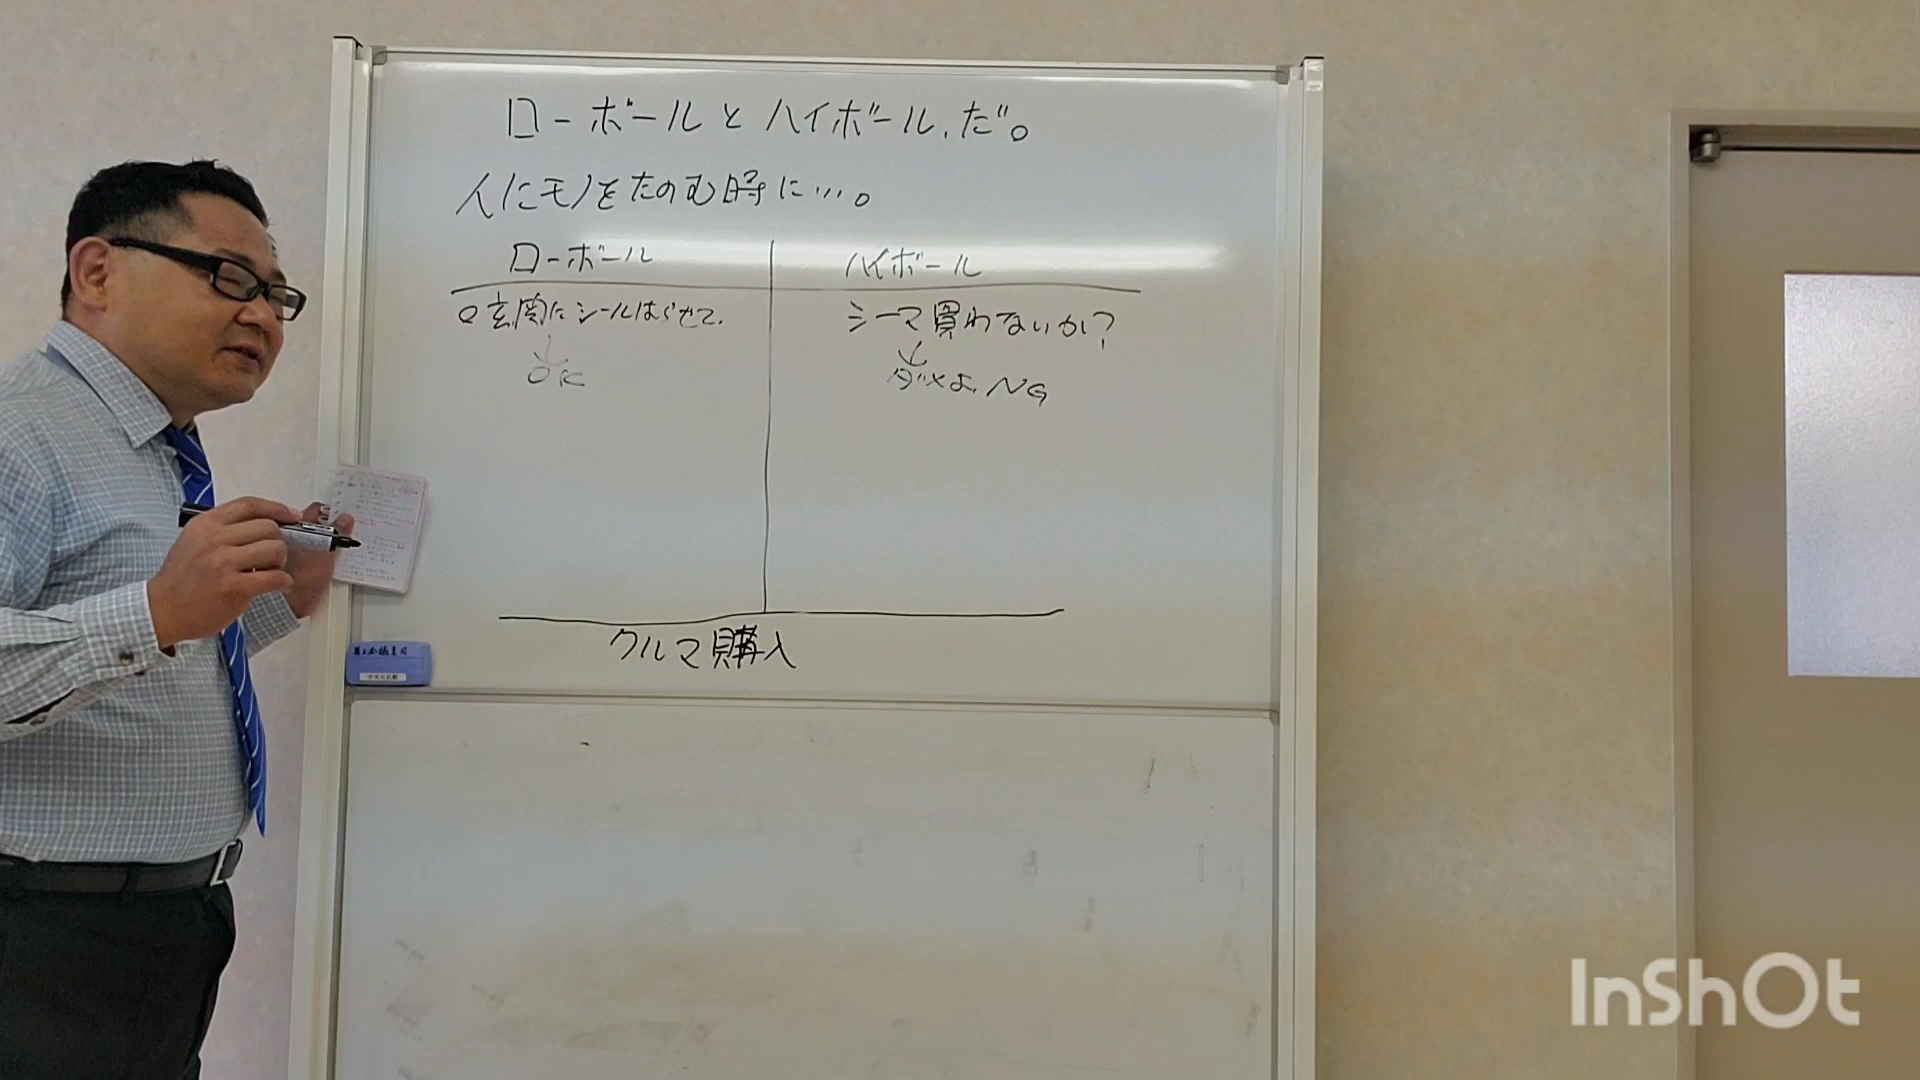 ローボールとハイボール、だ。
人にモノをたのむ時に…。
ローボール
ハイボール
○玄関にシールはらせて。
↓
OK
シーマ買わないか?
↓
ダメよ、NG
クルマ購入
InShOt